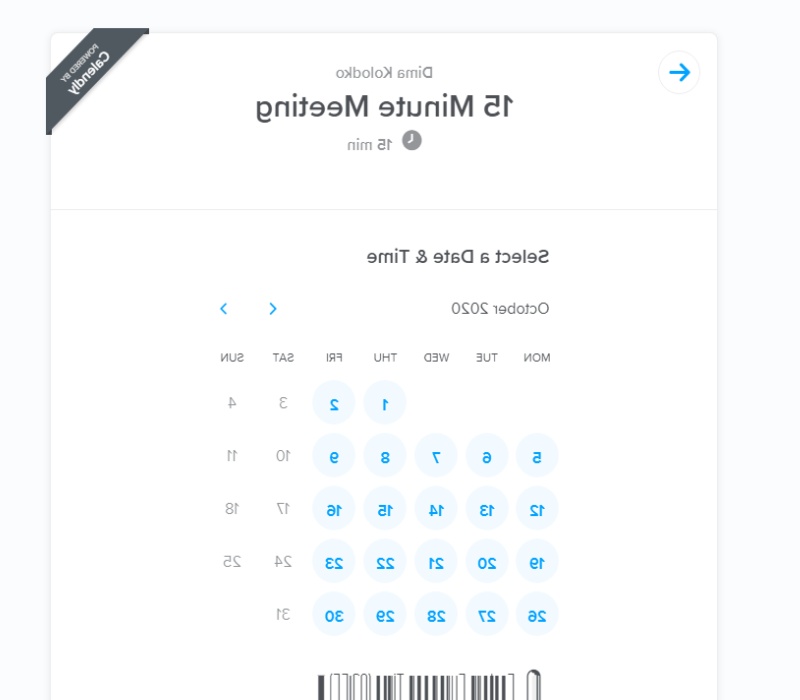 POWERED BY
Calendly
Dima Kolodko
15 Minute Meeting
15 min
Select a Date & Time
October 2020
MON TUE WED THU FRI SAT SUN
1 2 3 4
5 6 7 8 9 10 11
12 13 14 15 16 17 18
19 20 21 22 23 24 25
26 27 28 29 30 31